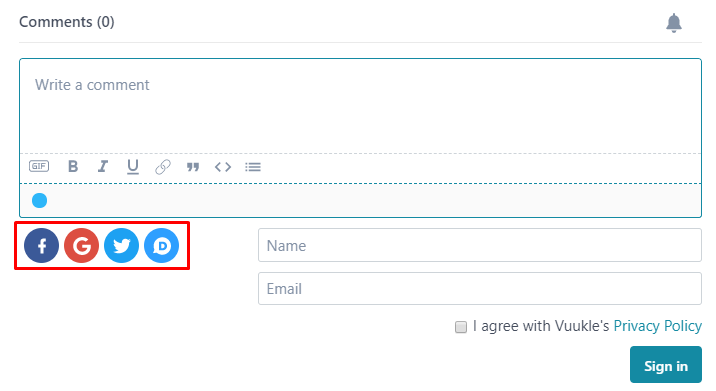 Comments (0)
Write a comment
GIF B I U
Name
Email
I agree with Vuukle's Privacy Policy
Sign in